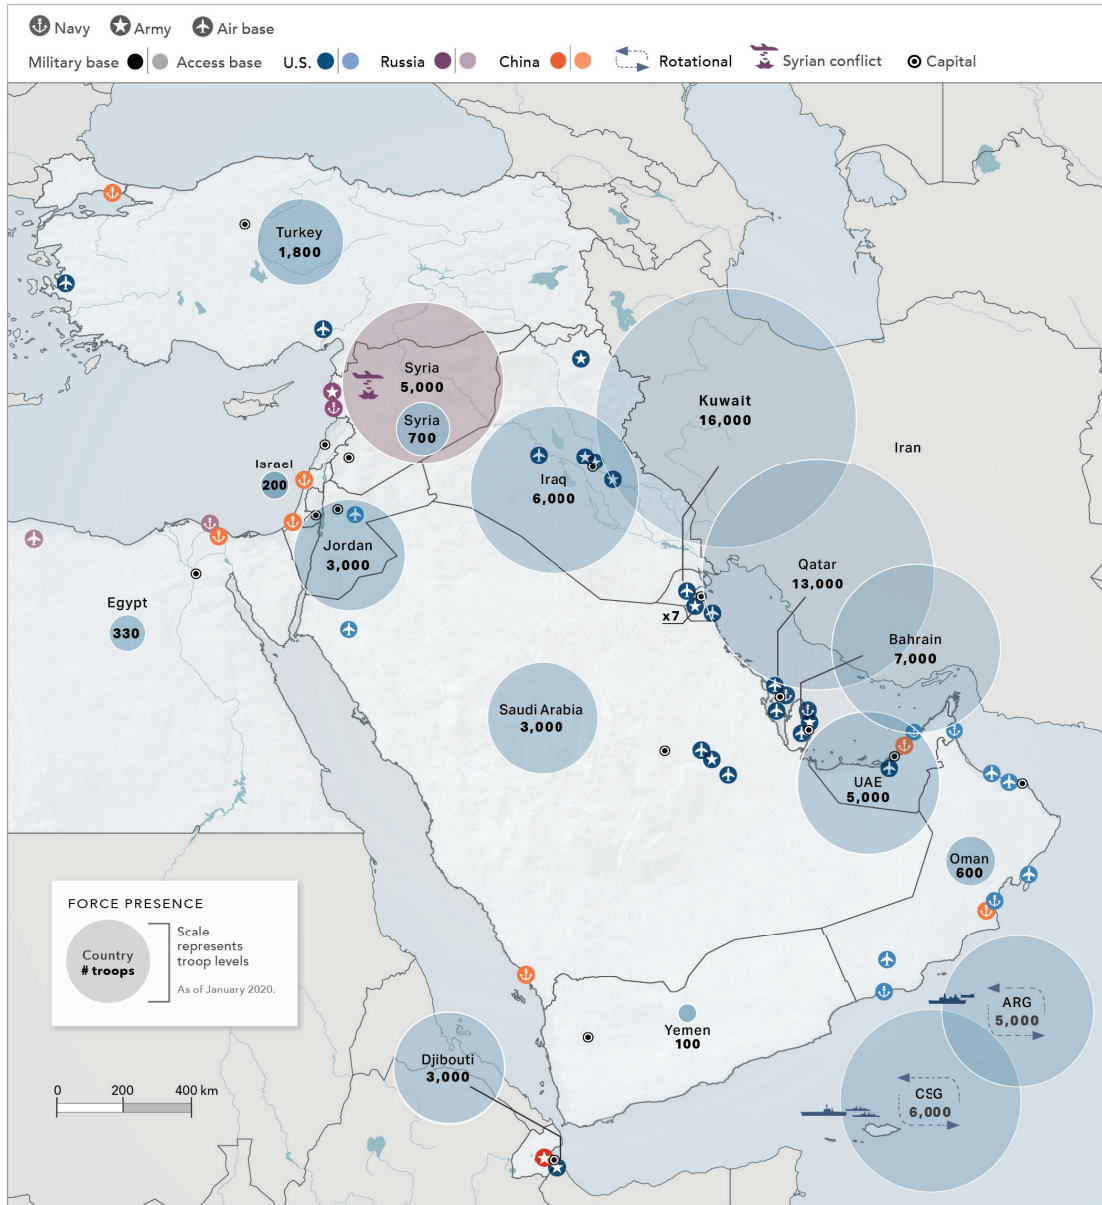 Navy Army Air base
Military base Access base U.S. Russia China Rotational Syrian conflict Capital
Turkey
1,800
Syria
5,000
Syria
700
Kuwait
16,000
Iran
Israel
200
Iraq
6,000
Jordan
3,000
Qatar
13,000
Egypt
330
x7
Bahrain
7,000
Saudi Arabia
3,000
UAE
5,000
Oman
600
FORCE PRESENCE
Country
# troops
Scale
represents
troop levels
As of January 2020.
ARG
5,000
Yemen
100
Djibouti
3,000
CSG
6,000
0 200 400 km